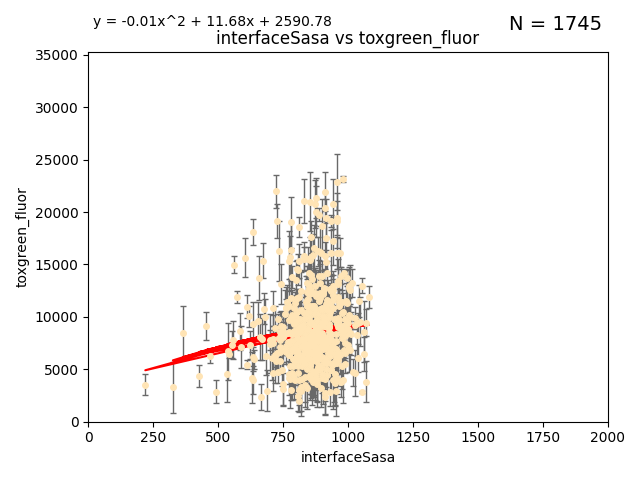 y = -0.01x^2 + 11.68x + 2590.78
N = 1745
interfaceSasa vs toxgreen_fluor
toxgreen_fluor
35000
30000
25000
20000
15000
10000
5000
0
0 250 500 750 1000 1250 1500 1750 2000
interfaceSasa